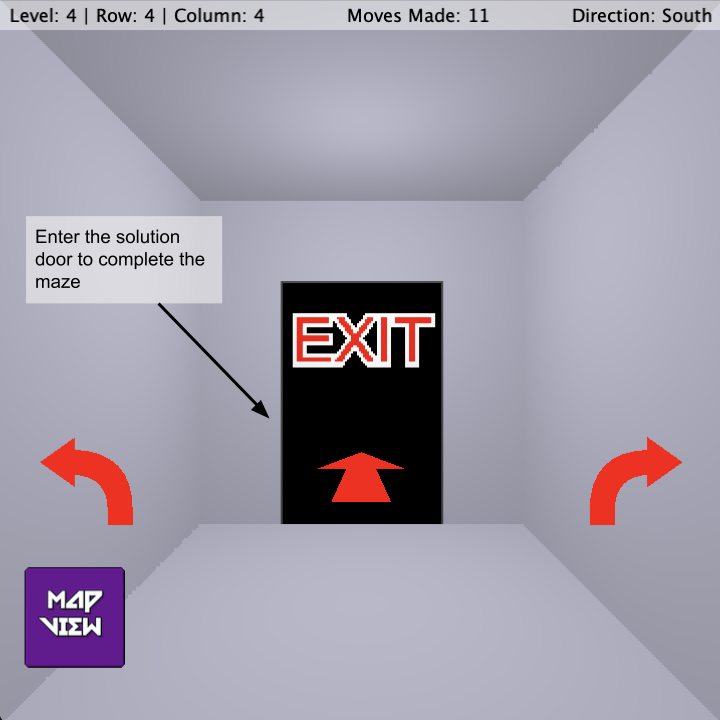 Level: 4 | Row: 4 | Column: 4 Moves Made: 11 Direction: South
Enter the solution
door to complete the
maze
EXIT
MAP
VIEW